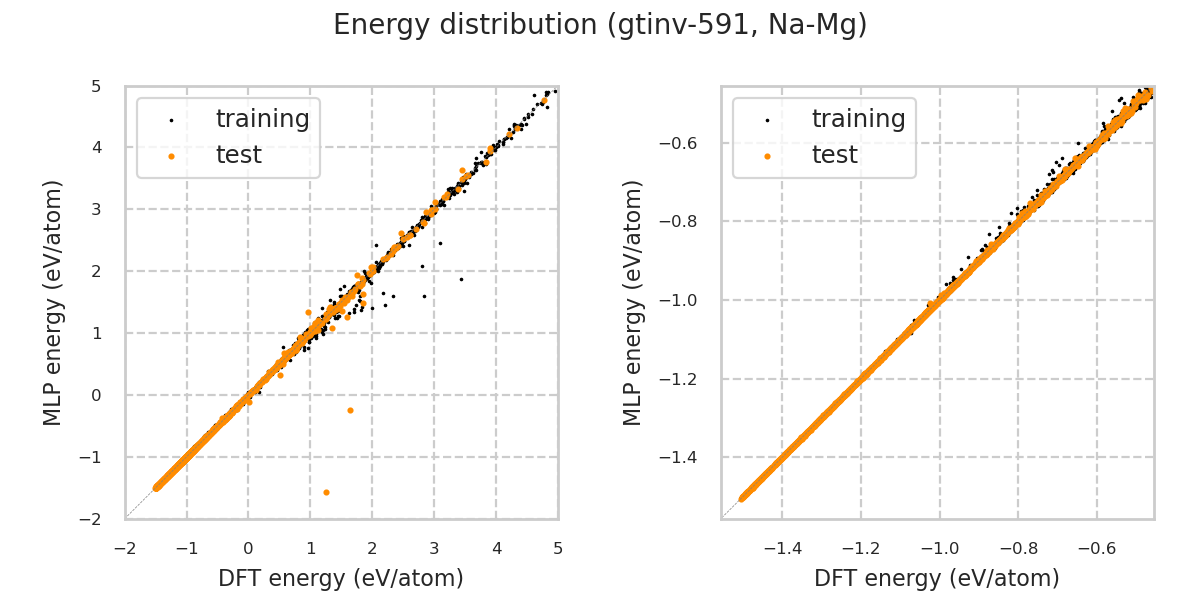 Energy distribution (gtinv-591, Na-Mg)
training
test
5
4
3
2
1
0
−1
−2
−2
−1
0
1
2
3
4
5
MLP energy (eV/atom)
DFT energy (eV/atom)
training
test
−0.6
−0.8
−1.0
−1.2
−1.4
−1.4
−1.2
−1.0
−0.8
−0.6
MLP energy (eV/atom)
DFT energy (eV/atom)